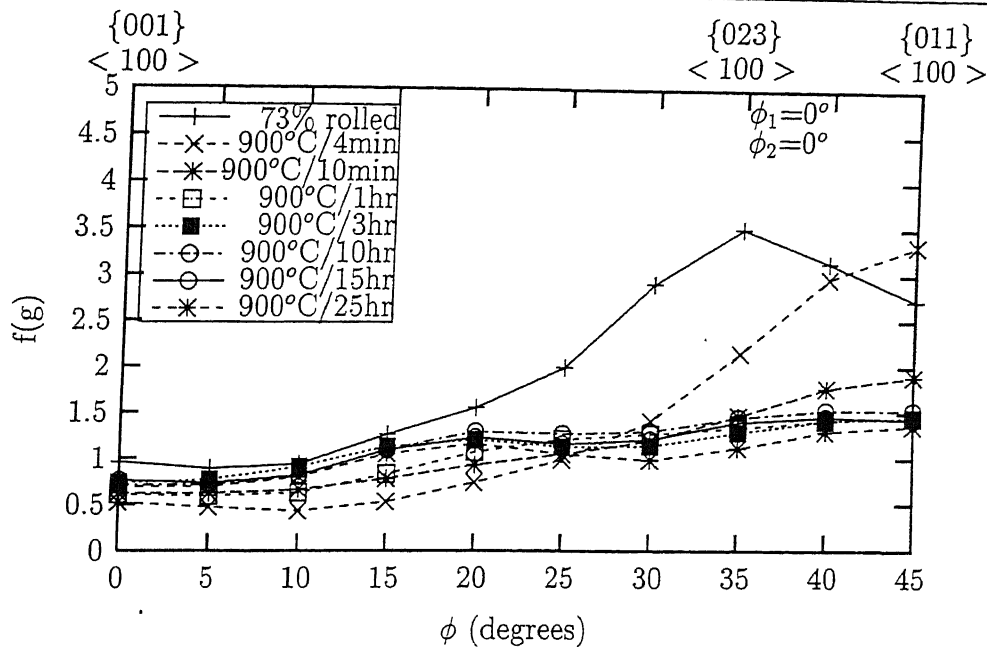 {001} {023} {011}
< 100 > < 100 > < 100 >
5
4.5
4
3.5
3
2.5
2
1.5
1
0.5
0
f(g)
73% rolled
900°C/4min
900°C/10min
900°C/1hr
900°C/3hr
900°C/10hr
900°C/15hr
900°C/25hr
ϕ₁=0°
ϕ₂=0°
0 5 10 15 20 25 30 35 40 45
ϕ (degrees)